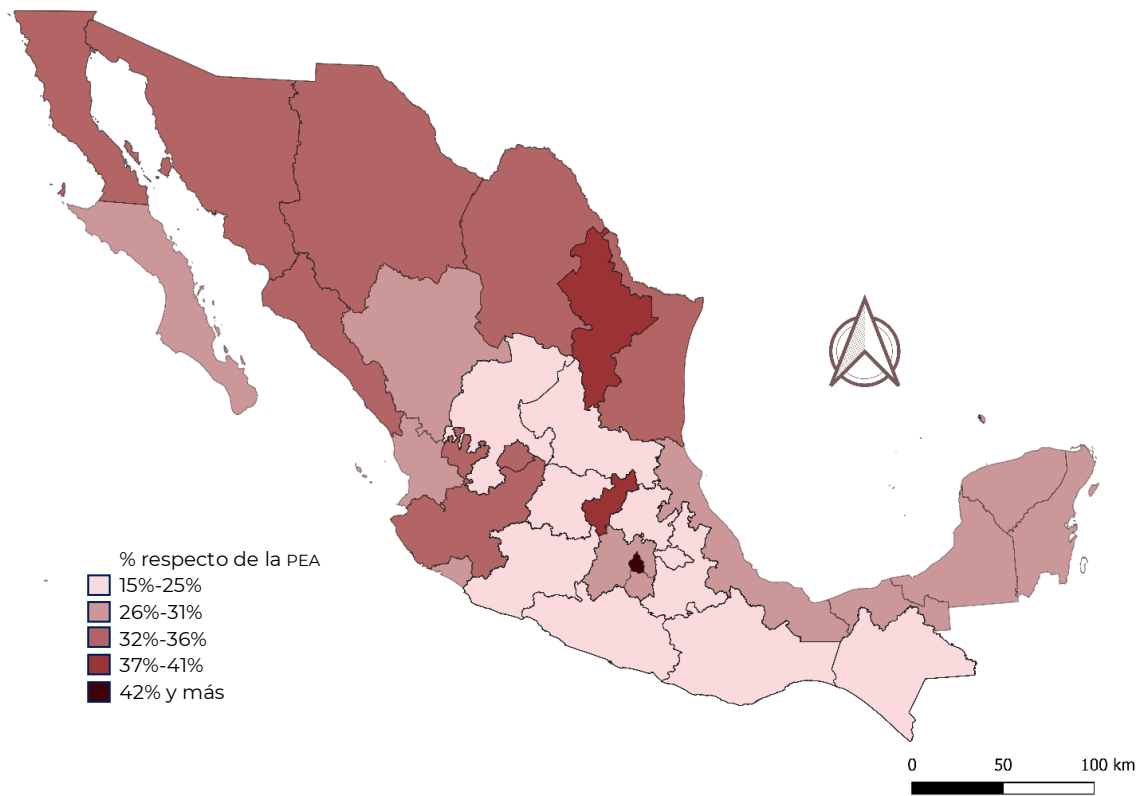 % respecto de la PEA
15%-25%
26%-31%
32%-36%
37%-41%
42% y más
0 50 100 km